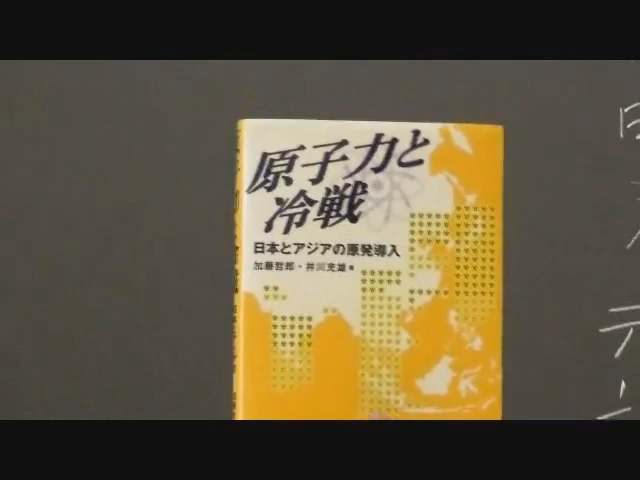 原子力と
冷戦
日本とアジアの原発導入
加藤哲郎・井川充雄 編